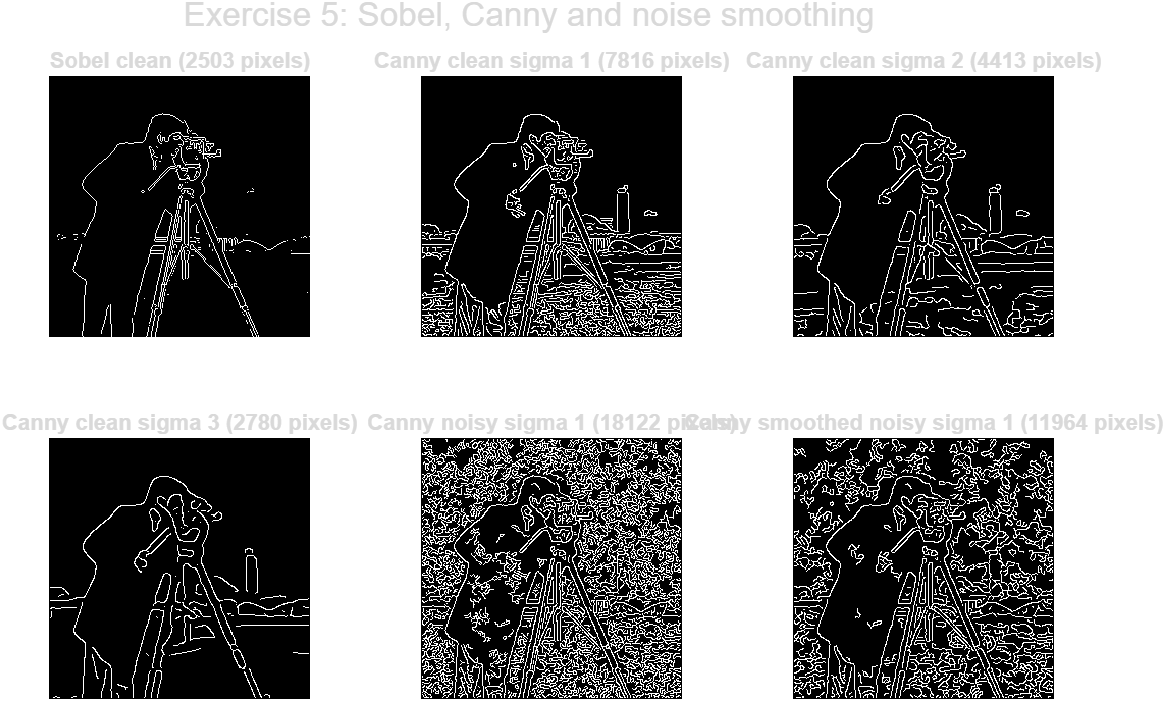 Exercise 5: Sobel, Canny and noise smoothing
Sobel clean (2503 pixels)
Canny clean sigma 1 (7816 pixels)
Canny clean sigma 2 (4413 pixels)
Canny clean sigma 3 (2780 pixels)
Canny noisy sigma 1 (18122 pixels)
Canny smoothed noisy sigma 1 (11964 pixels)